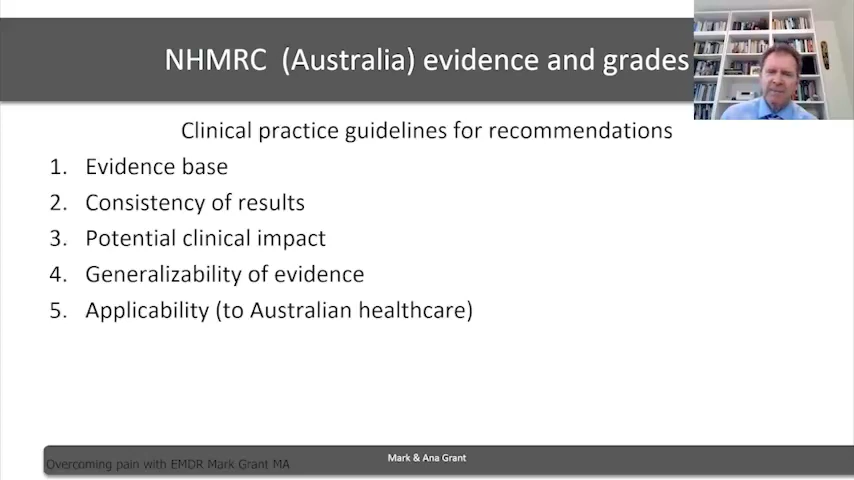 NHMRC (Australia) evidence and grades
Clinical practice guidelines for recommendations
1. Evidence base
2. Consistency of results
3. Potential clinical impact
4. Generalizability of evidence
5. Applicability (to Australian healthcare)
Mark & Ana Grant
Overcoming pain with EMDR Mark Grant MA